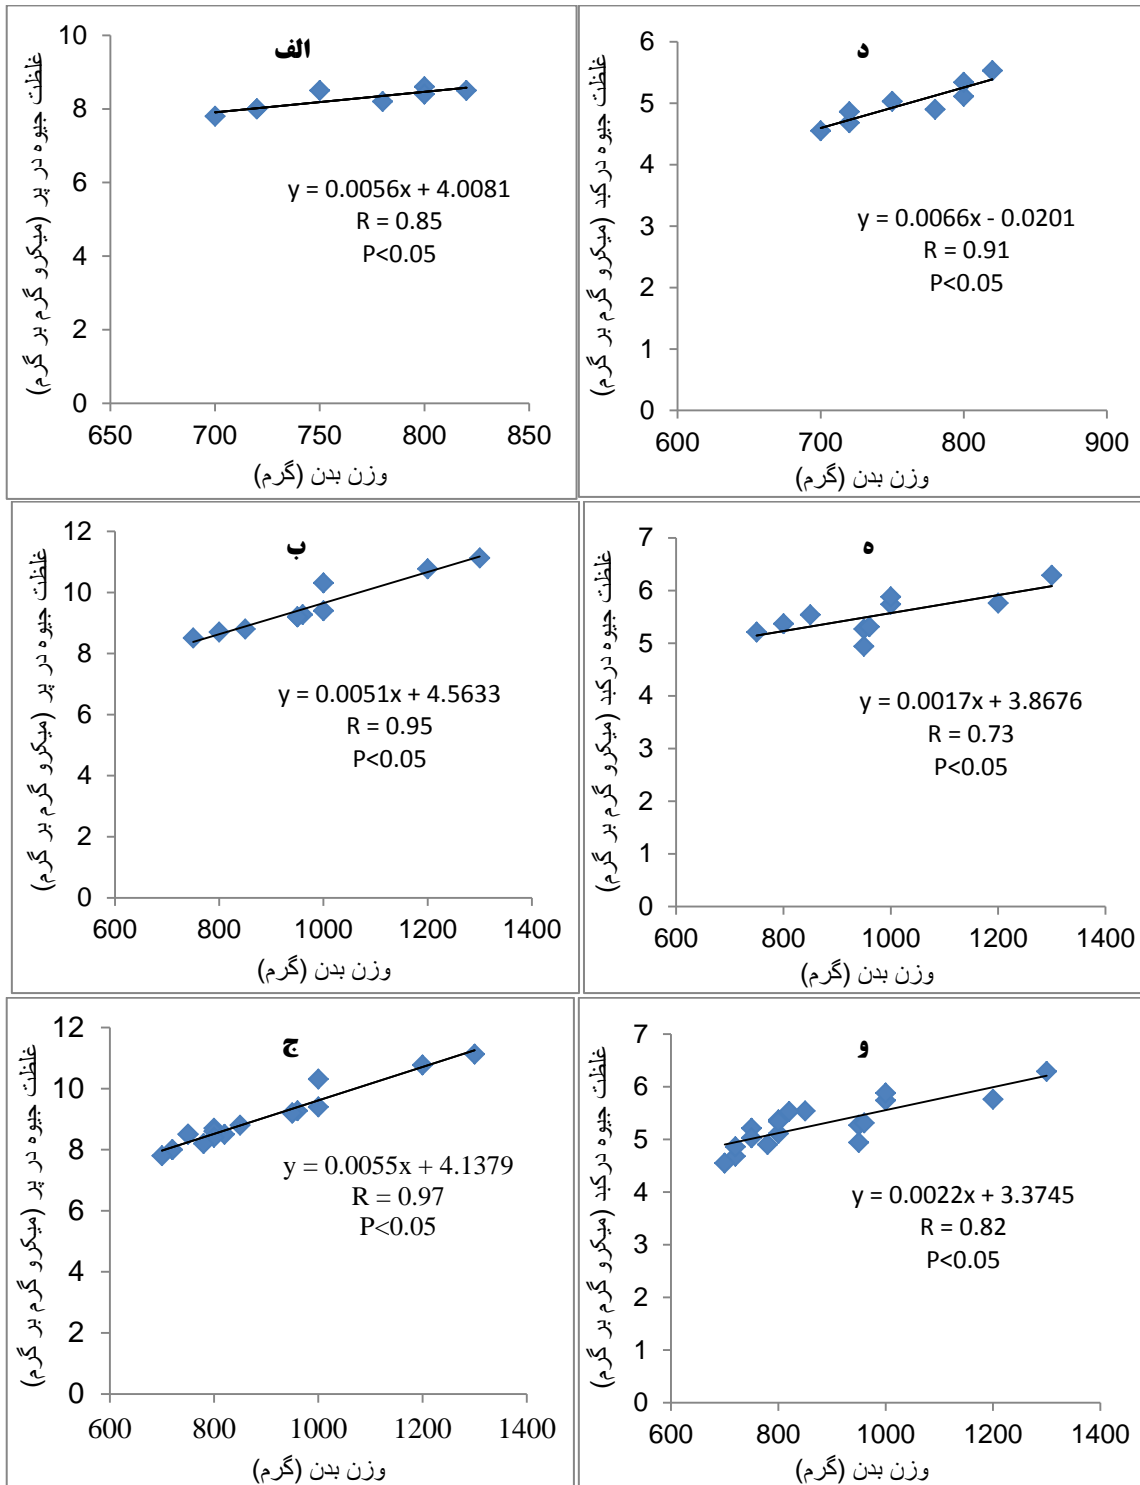 الف
غلظت جیوه در پر (میکرو گرم بر گرم)
10
8
6
4
2
0
y = 0.0056x + 4.0081
R = 0.85
P<0.05
650 700 750 800 850
وزن بدن (گرم)
د
غلظت جیوه درکبد (میکرو گرم بر گرم)
6
5
4
3
2
1
0
y = 0.0066x - 0.0201
R = 0.91
P<0.05
600 700 800 900
وزن بدن (گرم)
ب
غلظت جیوه در پر (میکرو گرم بر گرم)
12
10
8
6
4
2
0
y = 0.0051x + 4.5633
R = 0.95
P<0.05
600 800 1000 1200 1400
وزن بدن (گرم)
ه
غلظت جیوه درکبد (میکرو گرم بر گرم)
7
6
5
4
3
2
1
0
y = 0.0017x + 3.8676
R = 0.73
P<0.05
600 800 1000 1200 1400
وزن بدن (گرم)
ج
غلظت جیوه در پر (میکرو گرم بر گرم)
12
10
8
6
4
2
0
y = 0.0055x + 4.1379
R = 0.97
P<0.05
600 800 1000 1200 1400
وزن بدن (گرم)
و
غلظت جیوه درکبد (میکرو گرم بر گرم)
7
6
5
4
3
2
1
0
y = 0.0022x + 3.3745
R = 0.82
P<0.05
600 800 1000 1200 1400
وزن بدن (گرم)